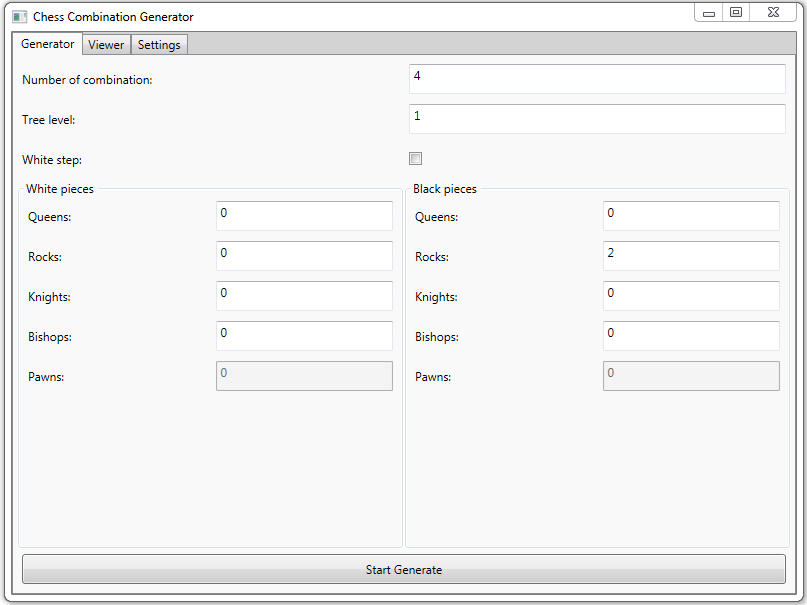 Chess Combination Generator
Generator Viewer Settings
Number of combination: 4
Tree level: 1
White step:
White pieces
Queens: 0
Rocks: 0
Knights: 0
Bishops: 0
Pawns: 0
Black pieces
Queens: 0
Rocks: 2
Knights: 0
Bishops: 0
Pawns: 0
Start Generate